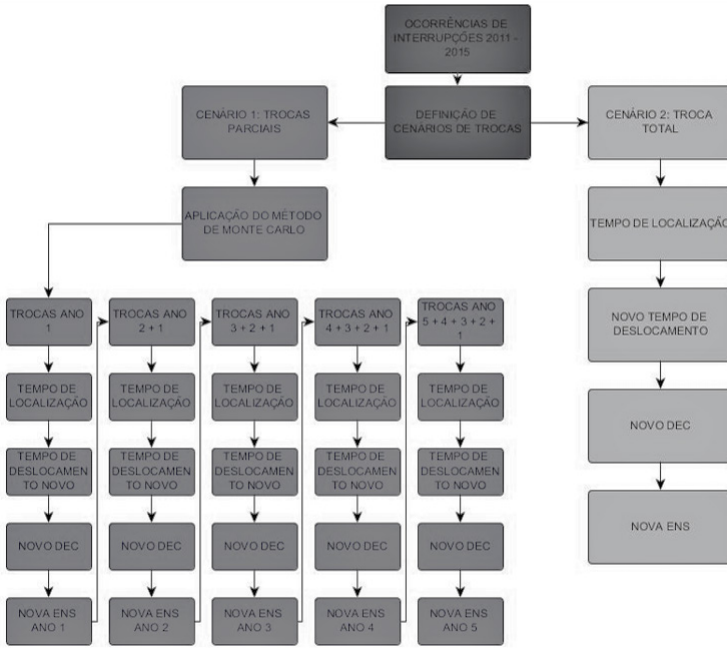 OCORRÊNCIAS DE
INTERRUPÇÕES 2011 -
2015
DEFINIÇÃO DE
CENÁRIOS DE TROCAS
CENÁRIO 1: TROCAS
PARCIAIS
CENÁRIO 2: TROCA
TOTAL
APLICAÇÃO DO MÉTODO
DE MONTE CARLO
TEMPO DE LOCALIZAÇÃO
NOVO TEMPO DE
DESLOCAMENTO
NOVO DEC
NOVA ENS
TROCAS ANO
1
TEMPO DE
LOCALIZAÇÃO
TEMPO DE
DESLOCAMEN
TO NOVO
NOVO DEC
NOVA ENS
ANO 1
TROCAS ANO
2 + 1
TEMPO DE
LOCALIZAÇÃO
TEMPO DE
DESLOCAMEN
TO NOVO
NOVO DEC
NOVA ENS
ANO 2
TROCAS ANO
3 + 2 + 1
TEMPO DE
LOCALIZAÇÃO
TEMPO DE
DESLOCAMEN
TO NOVO
NOVO DEC
NOVA ENS
ANO 3
TROCAS ANO
4 + 3 + 2 + 1
TEMPO DE
LOCALIZAÇÃO
TEMPO DE
DESLOCAMEN
TO NOVO
NOVO DEC
NOVA ENS
ANO 4
TROCAS ANO
5 + 4 + 3 + 2 +
1
TEMPO DE
LOCALIZAÇÃO
TEMPO DE
DESLOCAMEN
TO NOVO
NOVO DEC
NOVA ENS
ANO 5